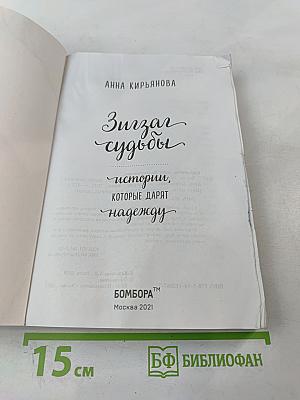 АННА КИРЬЯНОВА
Зигзаг
судьбы
истории,
КОТОРЫЕ ДАРЯТ
надежду
БОМБОРА™
Москва 2021
15 см
БФ БИБЛИОФАН